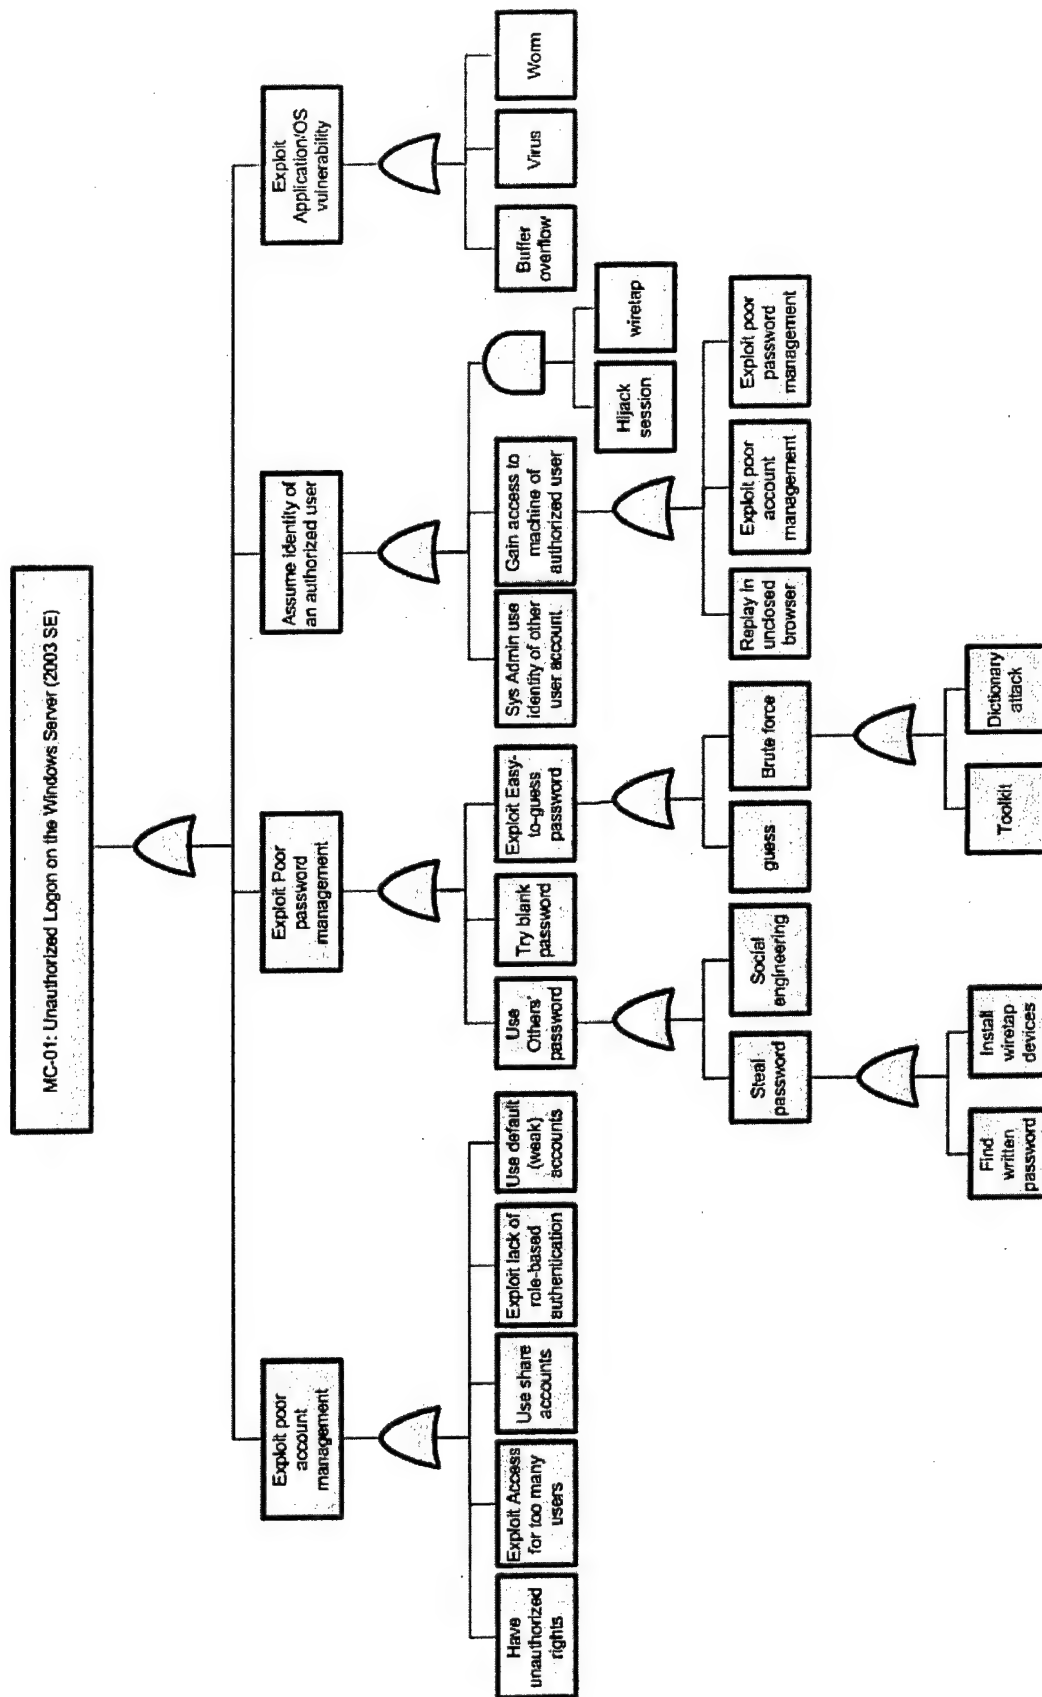 MC-01: Unauthorized Logon on the Windows Server (2003 SE)
Exploit poor
account
management
Exploit Poor
password
management
Assume identity of
an authorized user
Exploit
Application/OS
vulnerability
Have
unauthorized
rights
Exploit Access
for too many
users
Use share
accounts
Exploit lack of
role-based
authentication
Use default
(weak)
accounts
Use
Others'
password
Try blank
password
Exploit Easy-
to-guess
password
Sys Admin use
identity of other
user account
Gain access to
machine of
authorized user
Buffer
overflow
Virus
Worm
Hijack
session
wiretap
Steal
password
Social
engineering
guess
Brute force
Replay in
unclosed
browser
Exploit poor
account
management
Exploit poor
password
management
Find
written
password
Install
wiretap
devices
Toolkit
Dictionary
attack